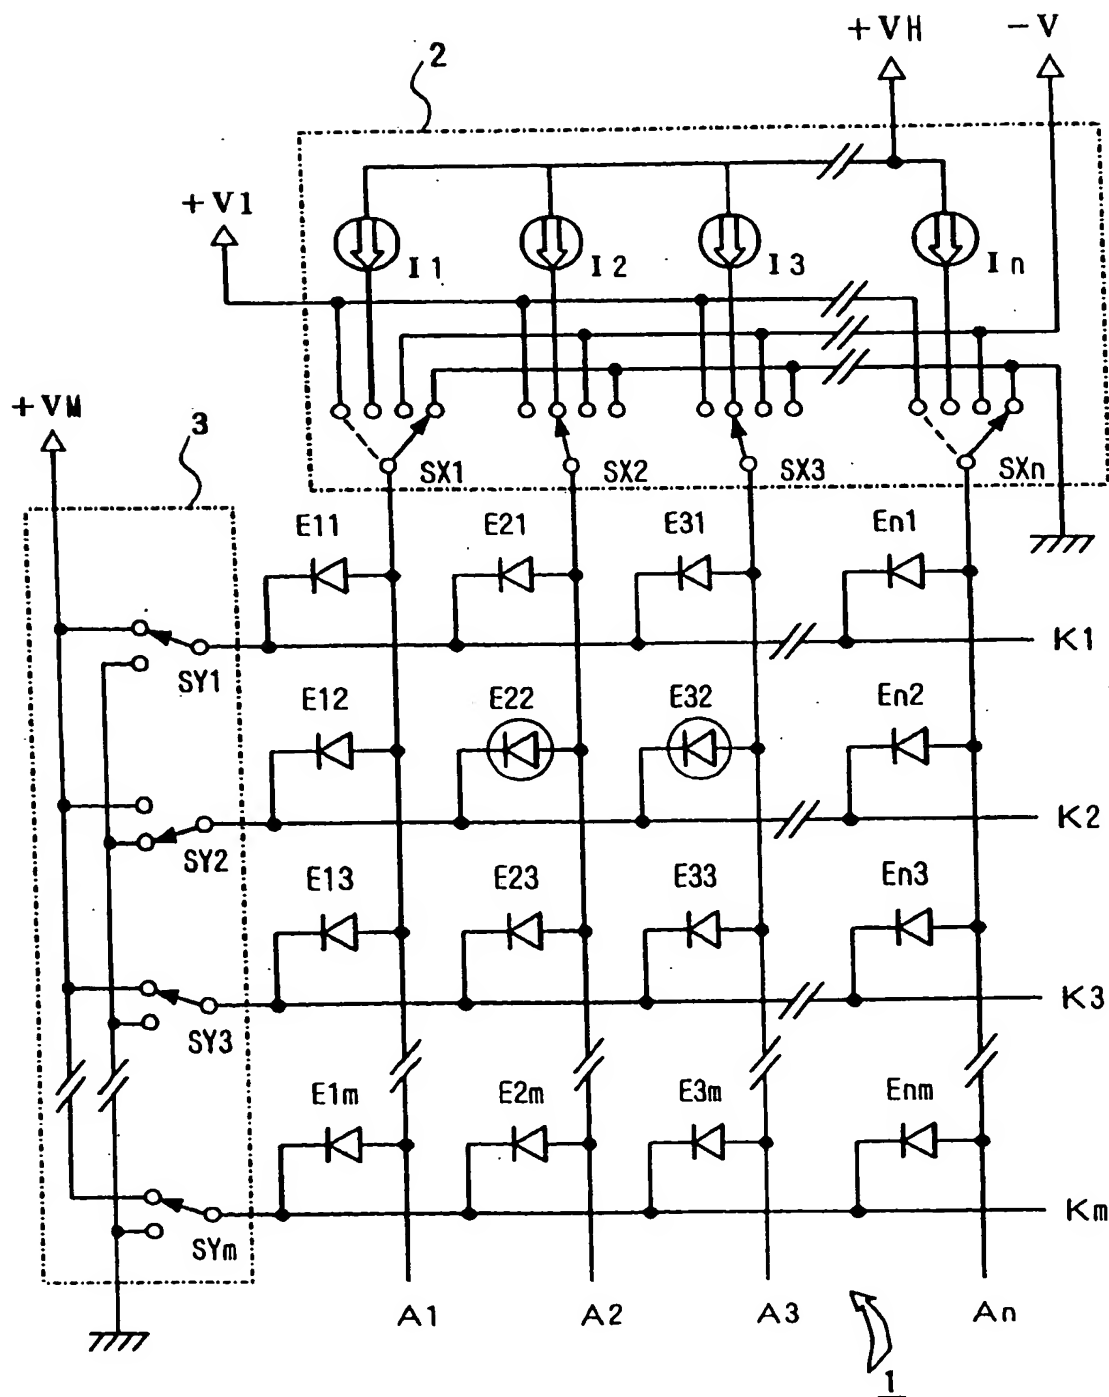 +VH -V
2
+V1
I1 I2 I3 In
+VM
3
SX1 SX2 SX3 SXn
E11 E21 E31 En1
K1
SY1
E12 E22 E32 En2
K2
SY2
E13 E23 E33 En3
K3
SY3
E1m E2m E3m Enm
Km
SYm
A1 A2 A3 An
1